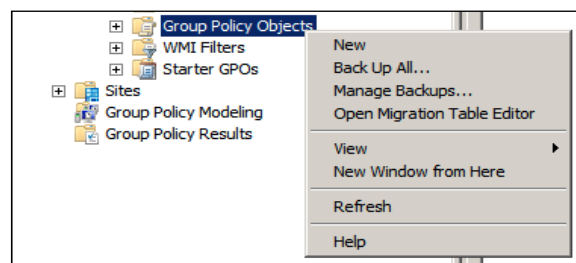 Group Policy Objects
WMI Filters
Starter GPOs
Sites
Group Policy Modeling
Group Policy Results
New
Back Up All...
Manage Backups...
Open Migration Table Editor
View
New Window from Here
Refresh
Help